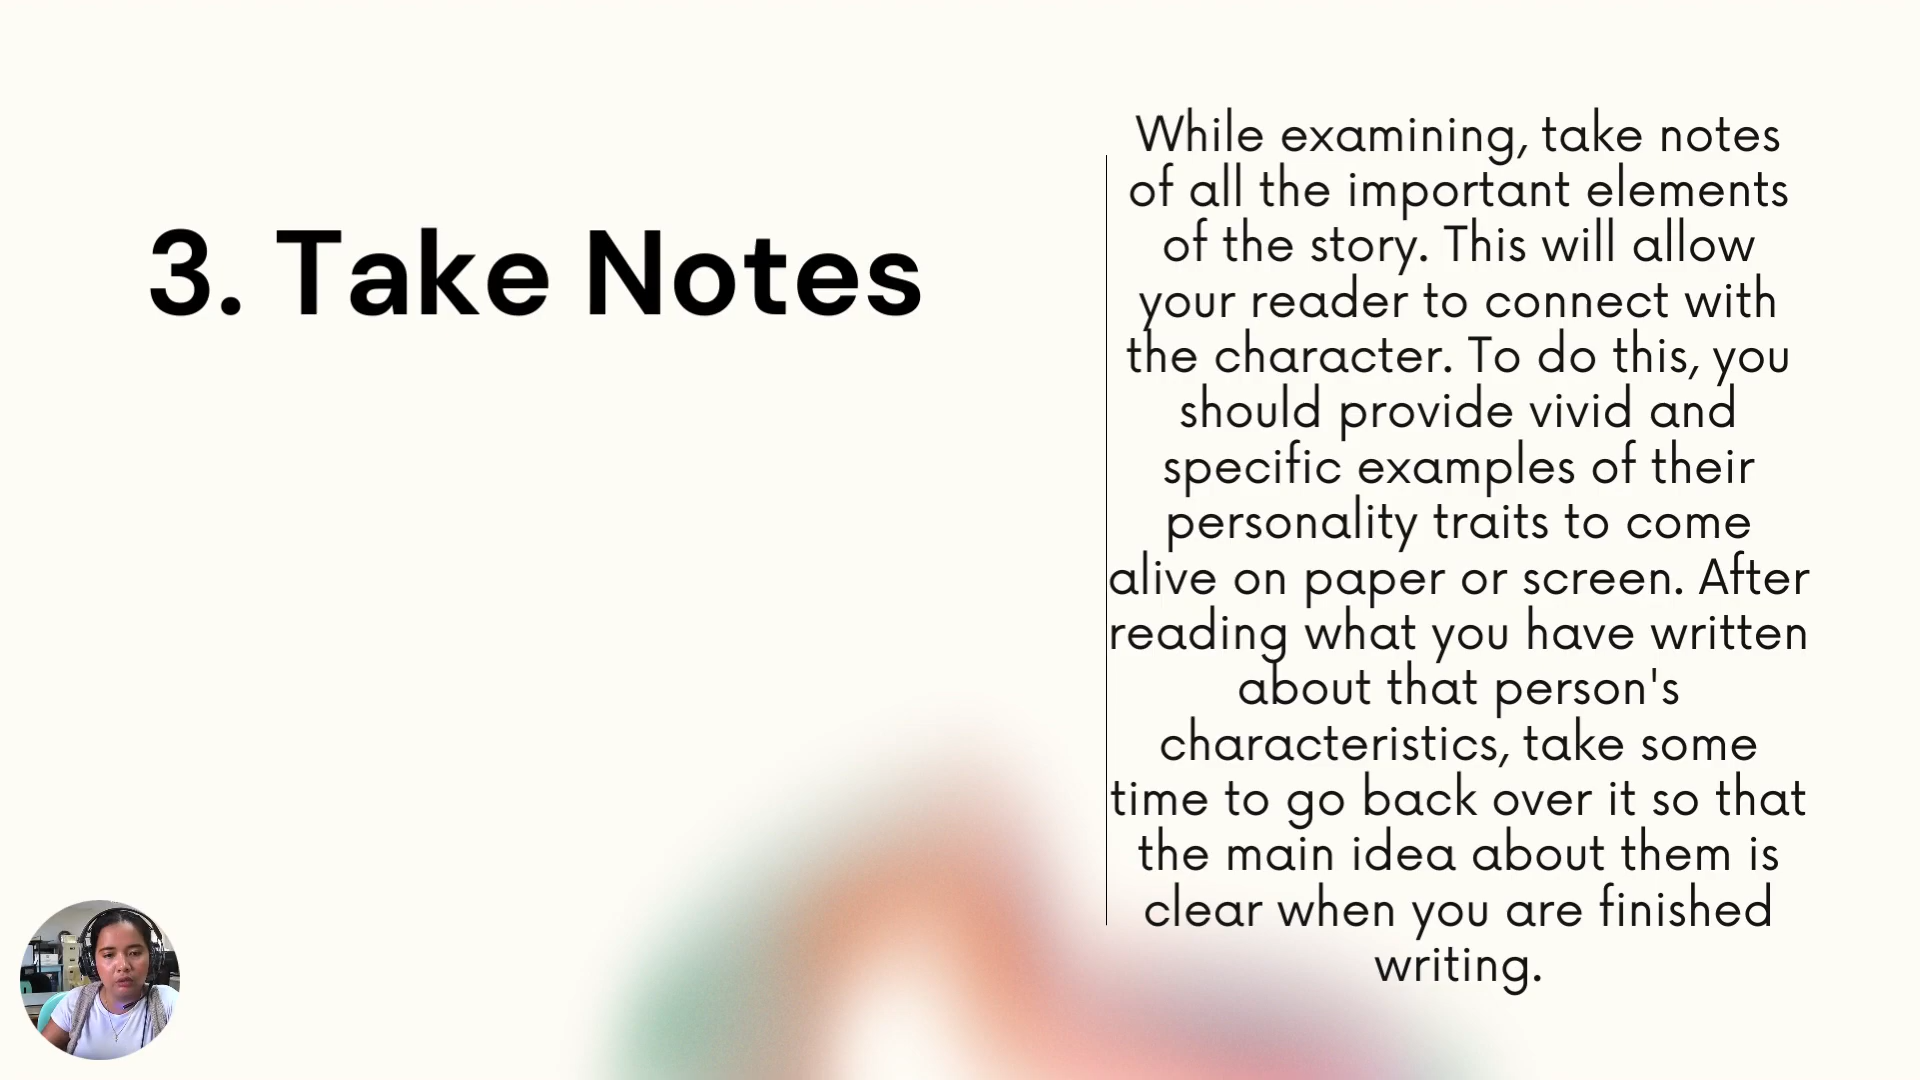 3. Take Notes
While examining, take notes
of all the important elements
of the story. This will allow
your reader to connect with
the character. To do this, you
should provide vivid and
specific examples of their
personality traits to come
alive on paper or screen. After
reading what you have written
about that person's
characteristics, take some
time to go back over it so that
the main idea about them is
clear when you are finished
writing.